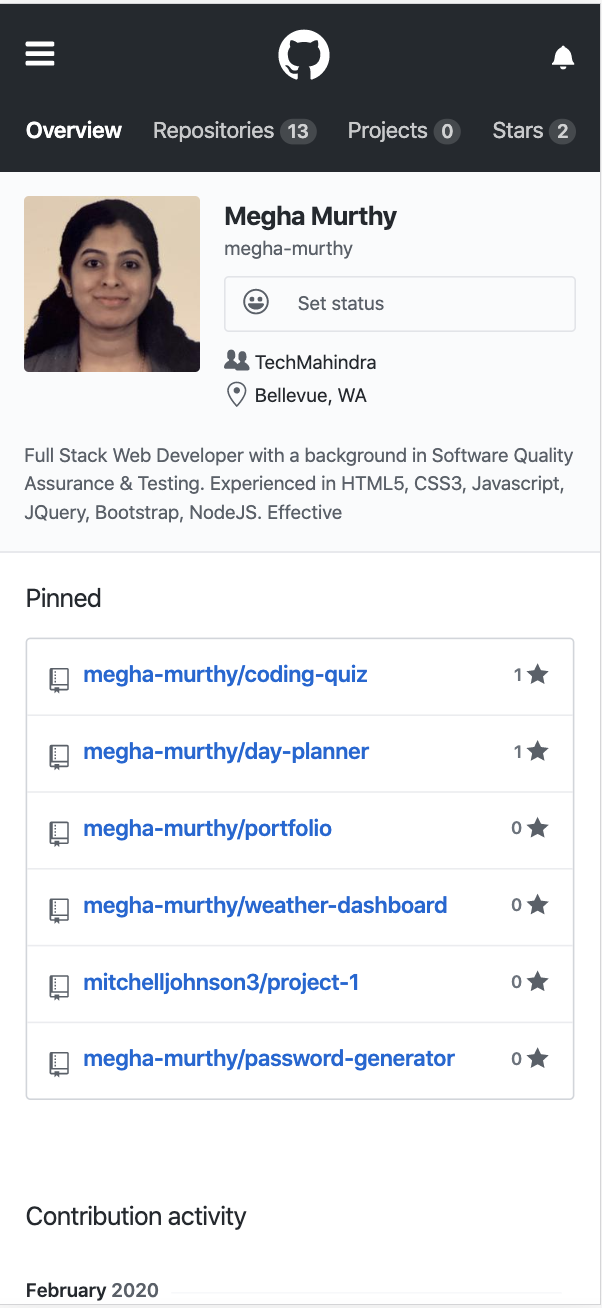 Overview Repositories 13 Projects 0 Stars 2
Megha Murthy
megha-murthy
Set status
TechMahindra
Bellevue, WA
Full Stack Web Developer with a background in Software Quality
Assurance & Testing. Experienced in HTML5, CSS3, Javascript,
JQuery, Bootstrap, NodeJS. Effective
Pinned
megha-murthy/coding-quiz 1
megha-murthy/day-planner 1
megha-murthy/portfolio 0
megha-murthy/weather-dashboard 0
mitchelljohnson3/project-1 0
megha-murthy/password-generator 0
Contribution activity
February 2020